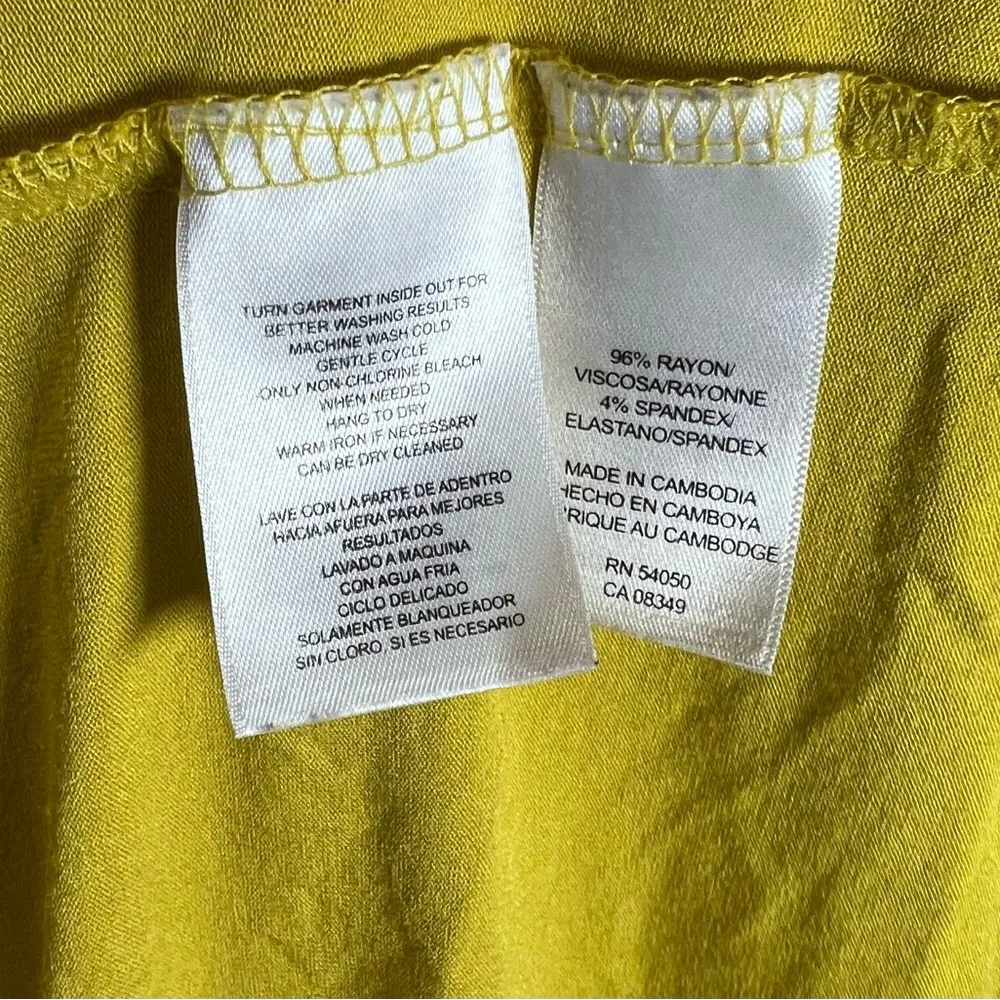 TURN GARMENT INSIDE OUT FOR
BETTER WASHING RESULTS
MACHINE WASH COLD
GENTLE CYCLE
ONLY NON-CHLORINE BLEACH
WHEN NEEDED
HANG TO DRY
WARM IRON IF NECESSARY
CAN BE DRY CLEANED
LAVE CON LA PARTE DE ADENTRO
HACIA AFUERA PARA MEJORES
RESULTADOS
LAVADO A MAQUINA
CON AGUA FRIA
CICLO DELICADO
SOLAMENTE BLANQUEADOR
SIN CLORO, SI ES NECESARIO
96% RAYON/
VISCOSA/RAYONNE
4% SPANDEX/
ELASTANO/SPANDEX
MADE IN CAMBODIA
HECHO EN CAMBOYA
RIQUE AU CAMBODGE
RN 54050
CA 08349